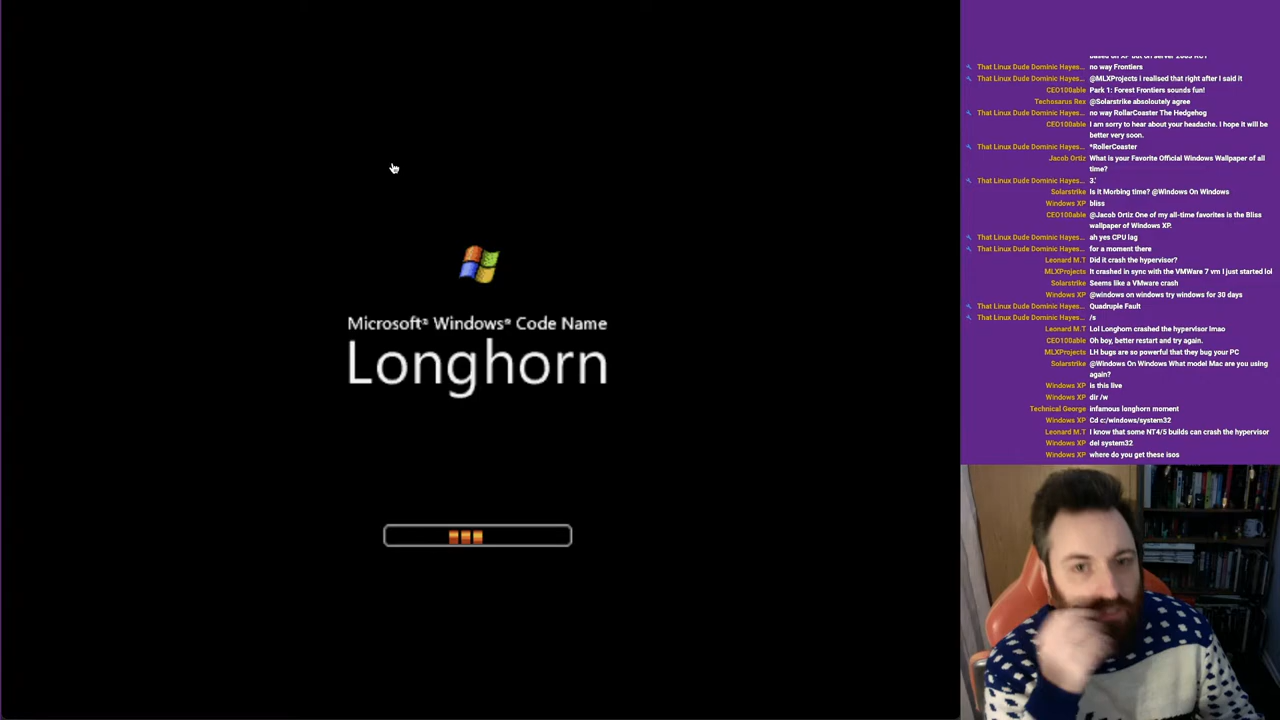 Microsoft® Windows® Code Name
Longhorn
That Linux Dude Dominic Hayes... no way Frontiers
That Linux Dude Dominic Hayes... @MLXProjects I realised that right after I said it
CEO100able Park 1: Forest Frontiers sounds fun!
Techosarus Rex @Solarstrike absoloutely agree
That Linux Dude Dominic Hayes... no way RollarCoaster The Hedgehog
CEO100able I am sorry to hear about your headache. I hope it will be
better very soon.
That Linux Dude Dominic Hayes... *RollerCoaster
Jacob Ortiz What is your Favorite Official Windows Wallpaper of all
time?
That Linux Dude Dominic Hayes... 3.'
Solarstrike Is It Morbing time? @Windows On Windows
Windows XP bliss
CEO100able @Jacob Ortiz One of my all-time favorites is the Bliss
wallpaper of Windows XP.
That Linux Dude Dominic Hayes... ah yes CPU lag
That Linux Dude Dominic Hayes... for a moment there
Leonard M.T Did it crash the hypervisor?
MLXProjects It crashed in sync with the VMWare 7 vm I just started lol
Solarstrike Seems like a VMware crash
Windows XP @windows on windows try windows for 30 days
That Linux Dude Dominic Hayes... Quadruple Fault
That Linux Dude Dominic Hayes... /s
Leonard M.T Lol Longhorn crashed the hypervisor lmao
CEO100able Oh boy, better restart and try again.
MLXProjects LH bugs are so powerful that they bug your PC
Solarstrike @Windows On Windows What model Mac are you using
again?
Windows XP Is this live
Windows XP dir /w
Technical George infamous longhorn moment
Windows XP Cd c:/windows/system32
Leonard M.T I know that some NT4/5 builds can crash the hypervisor
Windows XP del system32
Windows XP where do you get these isos